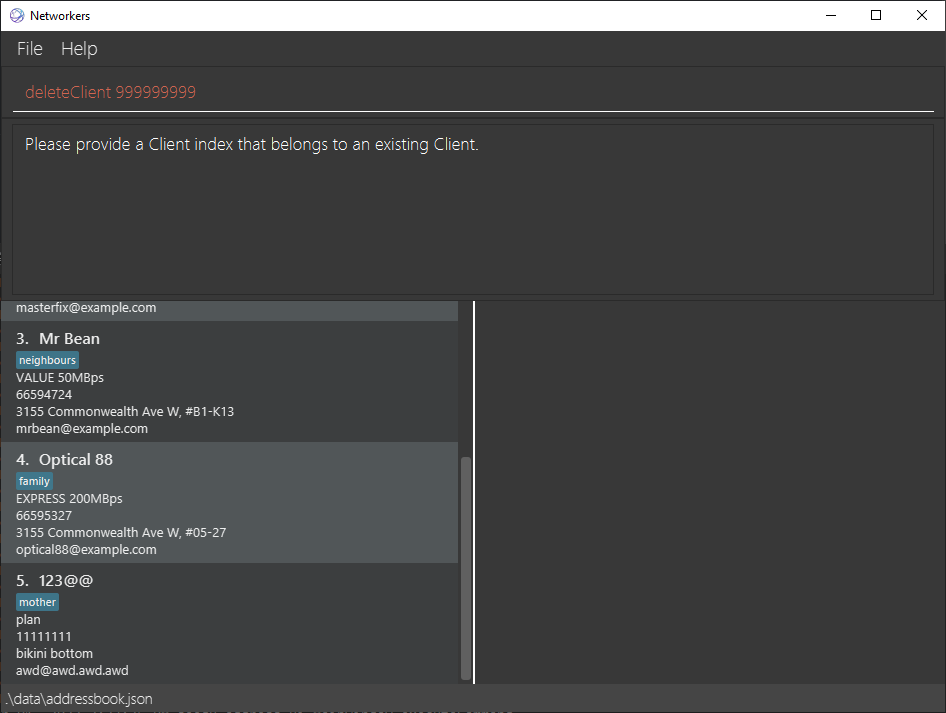 Networkers
File Help
deleteClient 999999999
Please provide a Client index that belongs to an existing Client.
masterfix@example.com
3. Mr Bean
neighbours
VALUE 50MBps
66594724
3155 Commonwealth Ave W, #B1-K13
mrbean@example.com
4. Optical 88
family
EXPRESS 200MBps
66595327
3155 Commonwealth Ave W, #05-27
optical88@example.com
5. 123@@
mother
plan
11111111
bikini bottom
awd@awd.awd.awd
.\data\addressbook.json